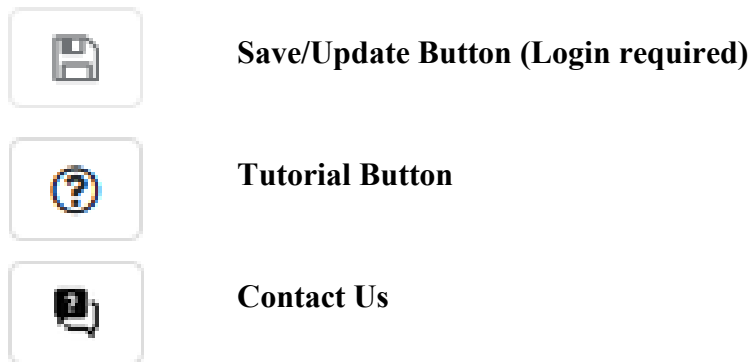 Save/Update Button (Login required)
? Tutorial Button
? Contact Us